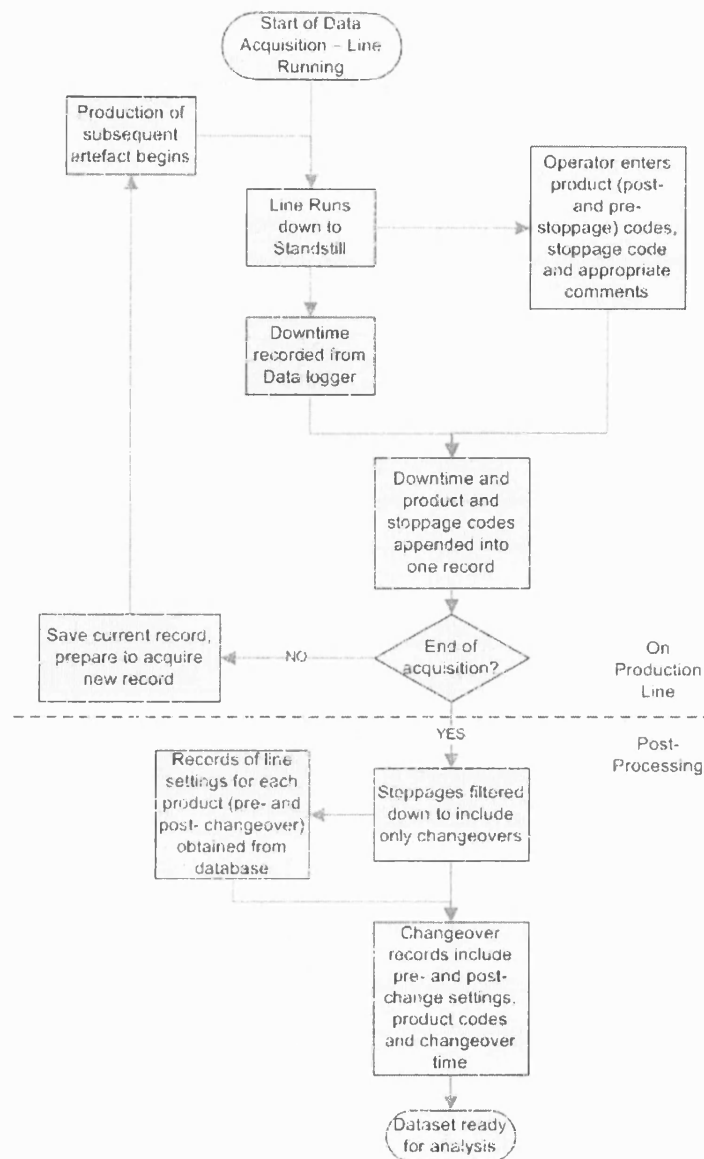 Start of Data
Acquisition – Line
Running
Production of
subsequent
artefact begins
Line Runs
down to
Standstill
Operator enters
product (post-
and pre-
stoppage) codes,
stoppage code
and appropriate
comments
Downtime
recorded from
Data logger
Downtime and
product and
stoppage codes
appended into
one record
Save current record,
prepare to acquire
new record
NO
End of
acquisition?
On
Production
Line
YES
Post-
Processing
Records of line
settings for each
product (pre- and
post- changeover)
obtained from
database
Stoppages filtered
down to include
only changeovers
Changeover
records include
pre- and post-
change settings,
product codes
and changeover
time
Dataset ready
for analysis